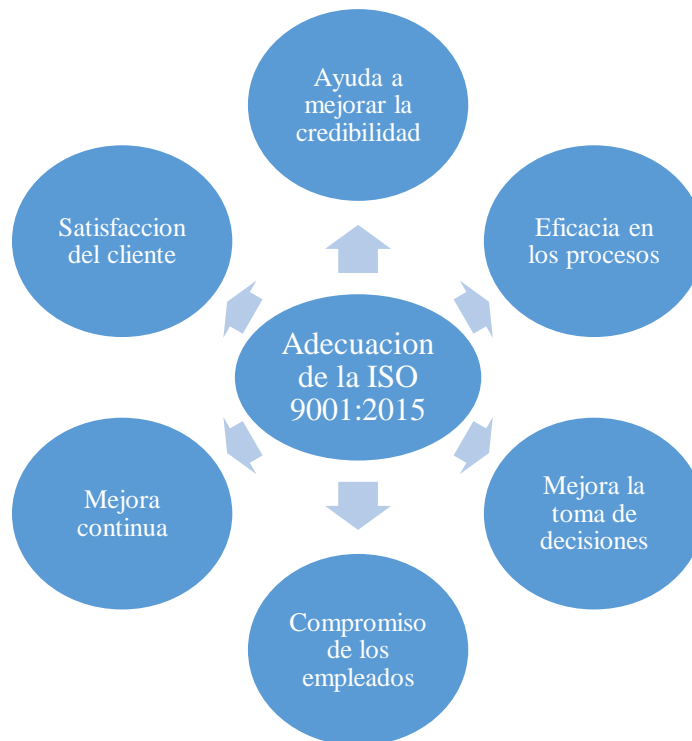 Ayuda a
mejorar la
credibilidad
Satisfaccion
del cliente
Eficacia en
los procesos
Adecuacion
de la ISO
9001:2015
Mejora
continua
Mejora la
toma de
decisiones
Compromiso
de los
empleados